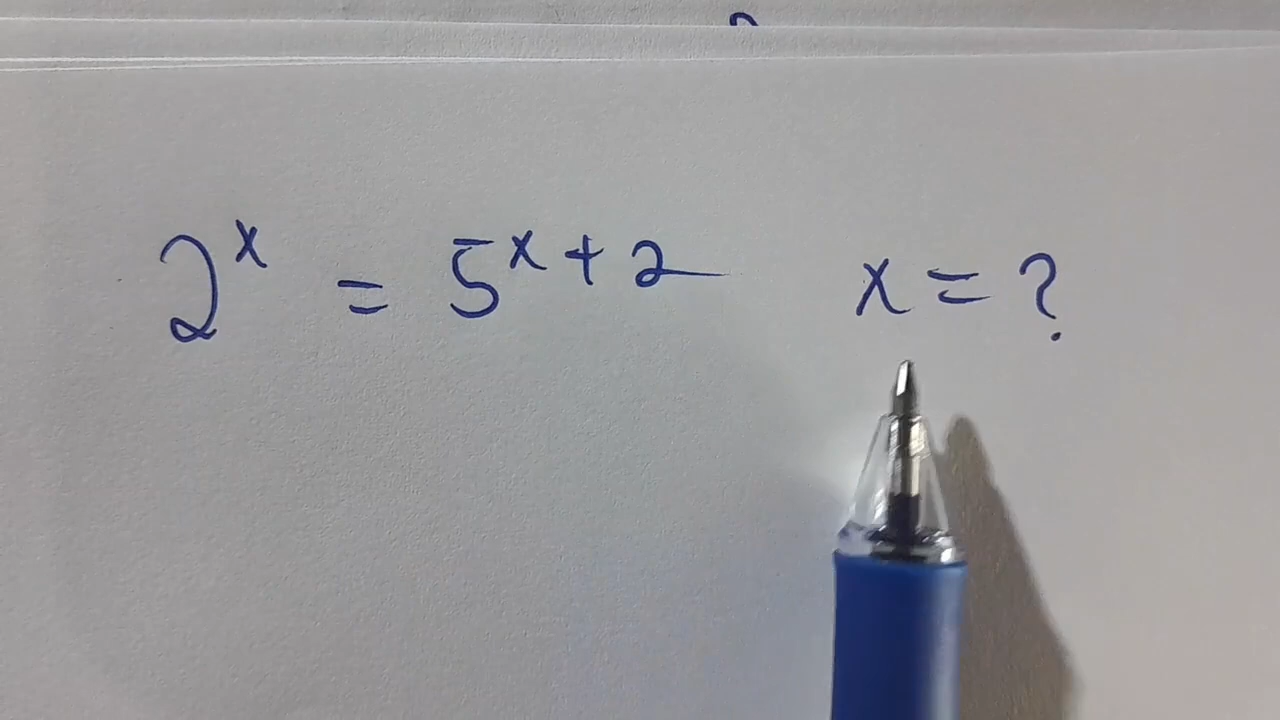 2^x = 5^{x+2} x = ?